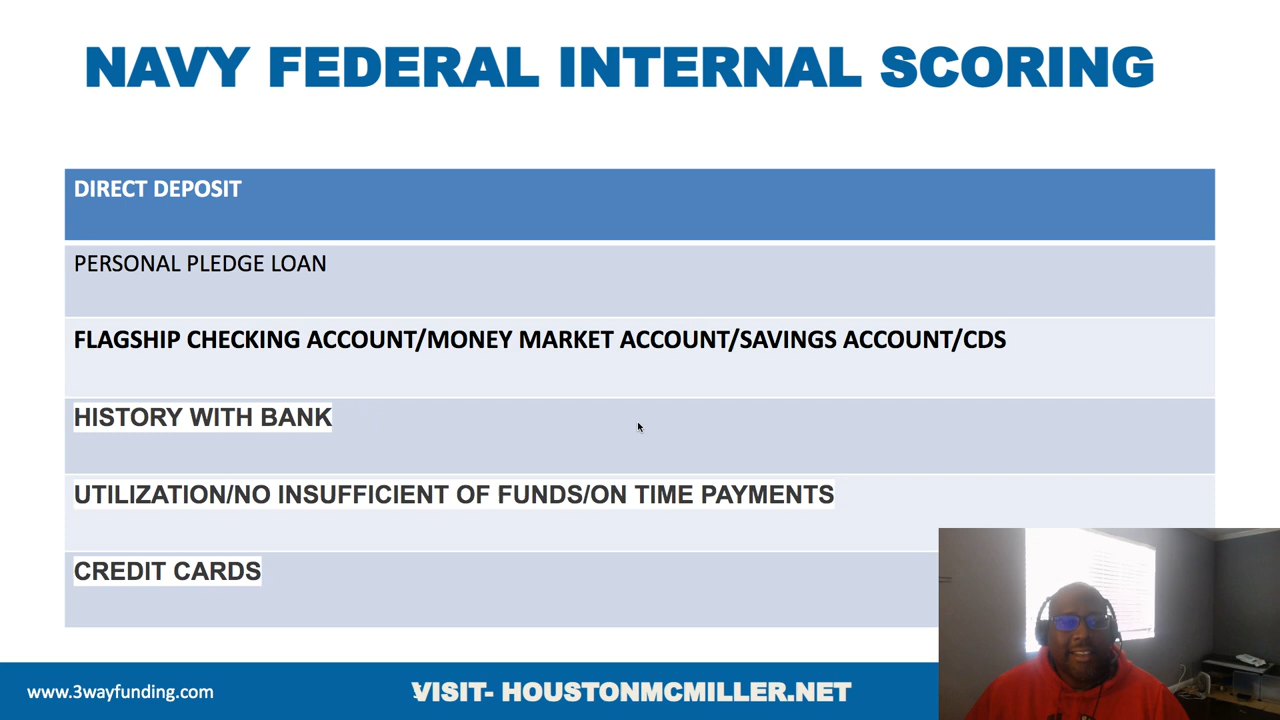 NAVY FEDERAL INTERNAL SCORING
DIRECT DEPOSIT
PERSONAL PLEDGE LOAN
FLAGSHIP CHECKING ACCOUNT/MONEY MARKET ACCOUNT/SAVINGS ACCOUNT/CDS
HISTORY WITH BANK
UTILIZATION/NO INSUFFICIENT OF FUNDS/ON TIME PAYMENTS
CREDIT CARDS
www.3wayfunding.com
VISIT- HOUSTONMCMILLER.NET